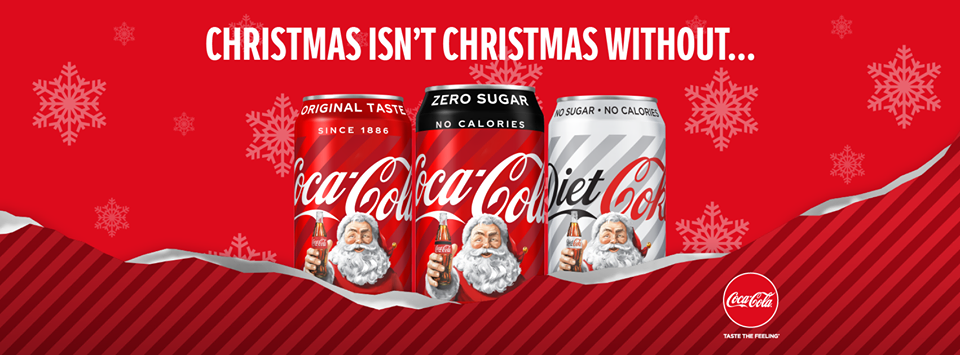 CHRISTMAS ISN'T CHRISTMAS WITHOUT...
ORIGINAL TASTE
SINCE 1886
Coca-Cola
ZERO SUGAR
NO CALORIES
Coca-Cola
NO SUGAR • NO CALORIES
Diet Coke
Coca-Cola
TASTE THE FEELING